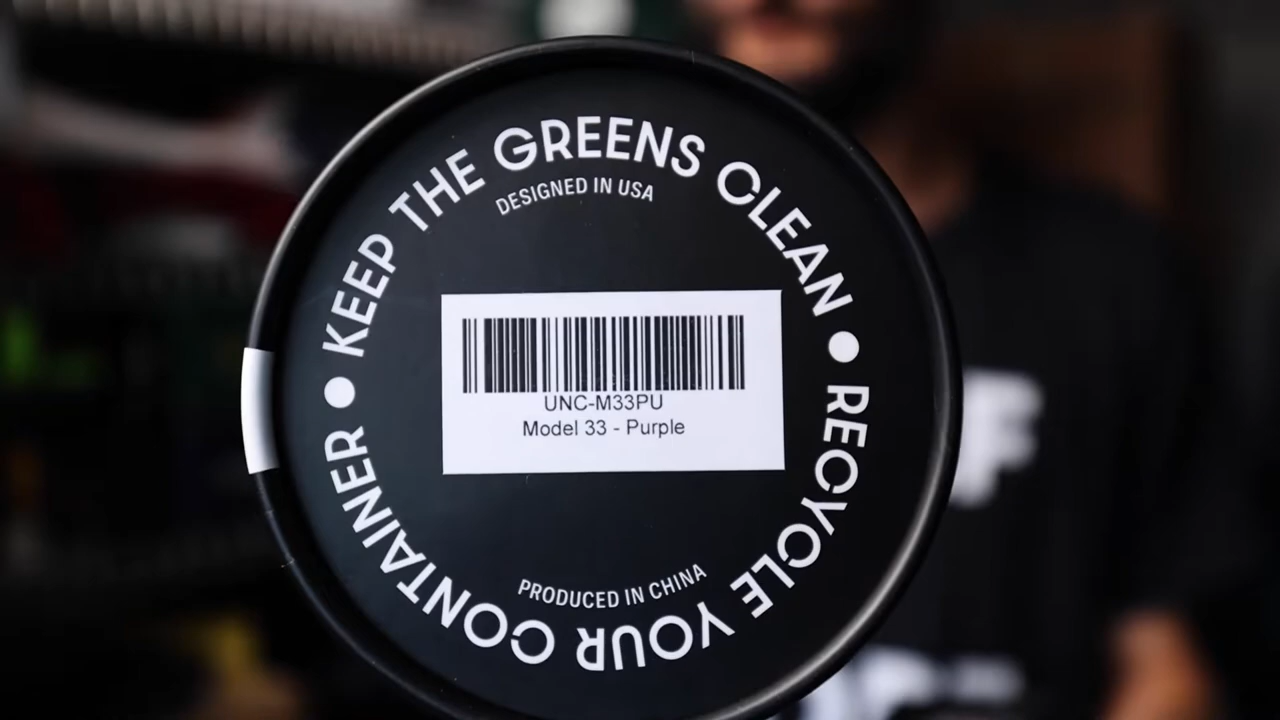 KEEP THE GREENS CLEAN • RECYCLE YOUR CONTAINER •
DESIGNED IN USA
UNC-M33PU
Model 33 - Purple
PRODUCED IN CHINA